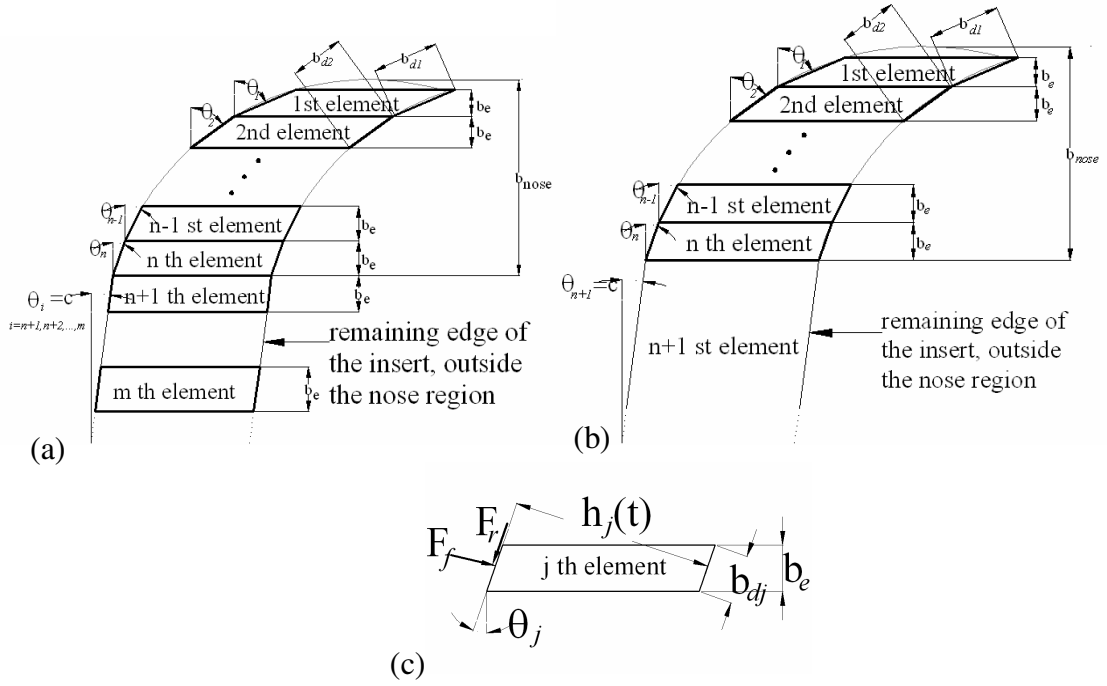 b_d2
b_d1
θ_1
θ_2
1st element
b_e
2nd element
b_e
b_nose
θ_n-1
n-1 st element
b_e
θ_n
n th element
b_e
θ_i =c
i=n+1,n+2,...,m
n+1 th element
b_e
remaining edge of
the insert, outside
the nose region
m th element
b_e
(a)
b_d2
b_d1
θ_1
θ_2
1st element
b_e
2nd element
b_e
b_nose
θ_n-1
n-1 st element
b_e
θ_n
n th element
b_e
θ_n+1 =c
n+1 st element
remaining edge of
the insert, outside
the nose region
(b)
F_r
h_j(t)
F_f
j th element
b_dj
b_e
θ_j
(c)